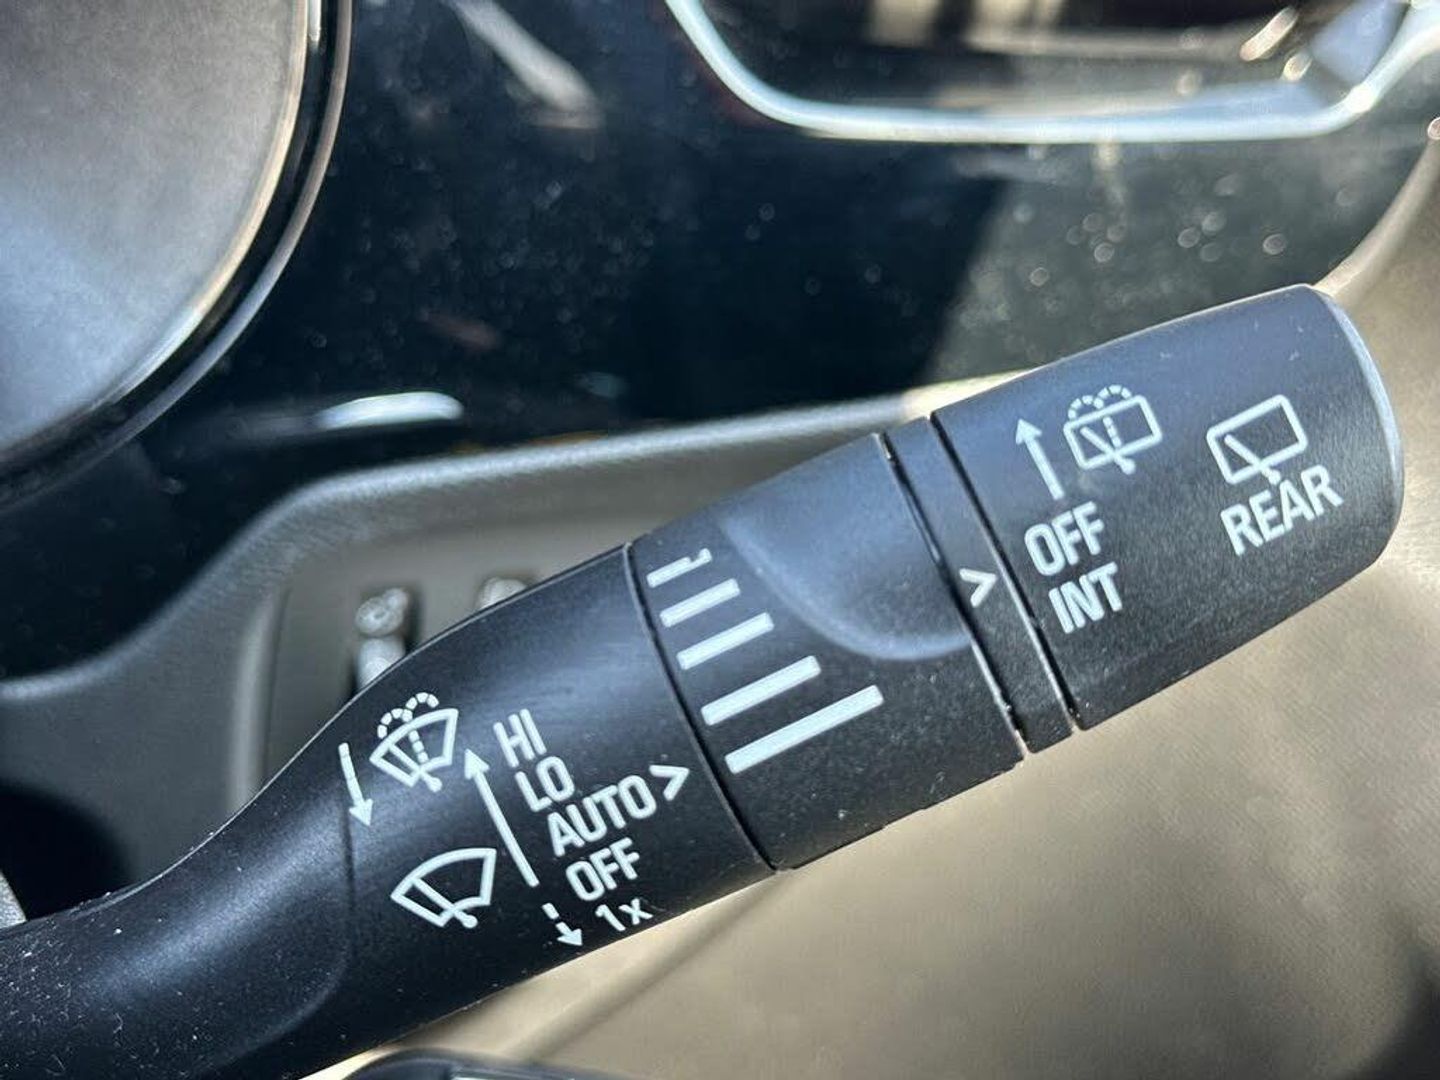 HI
LO
AUTO >
OFF
1x
>
OFF
INT
REAR